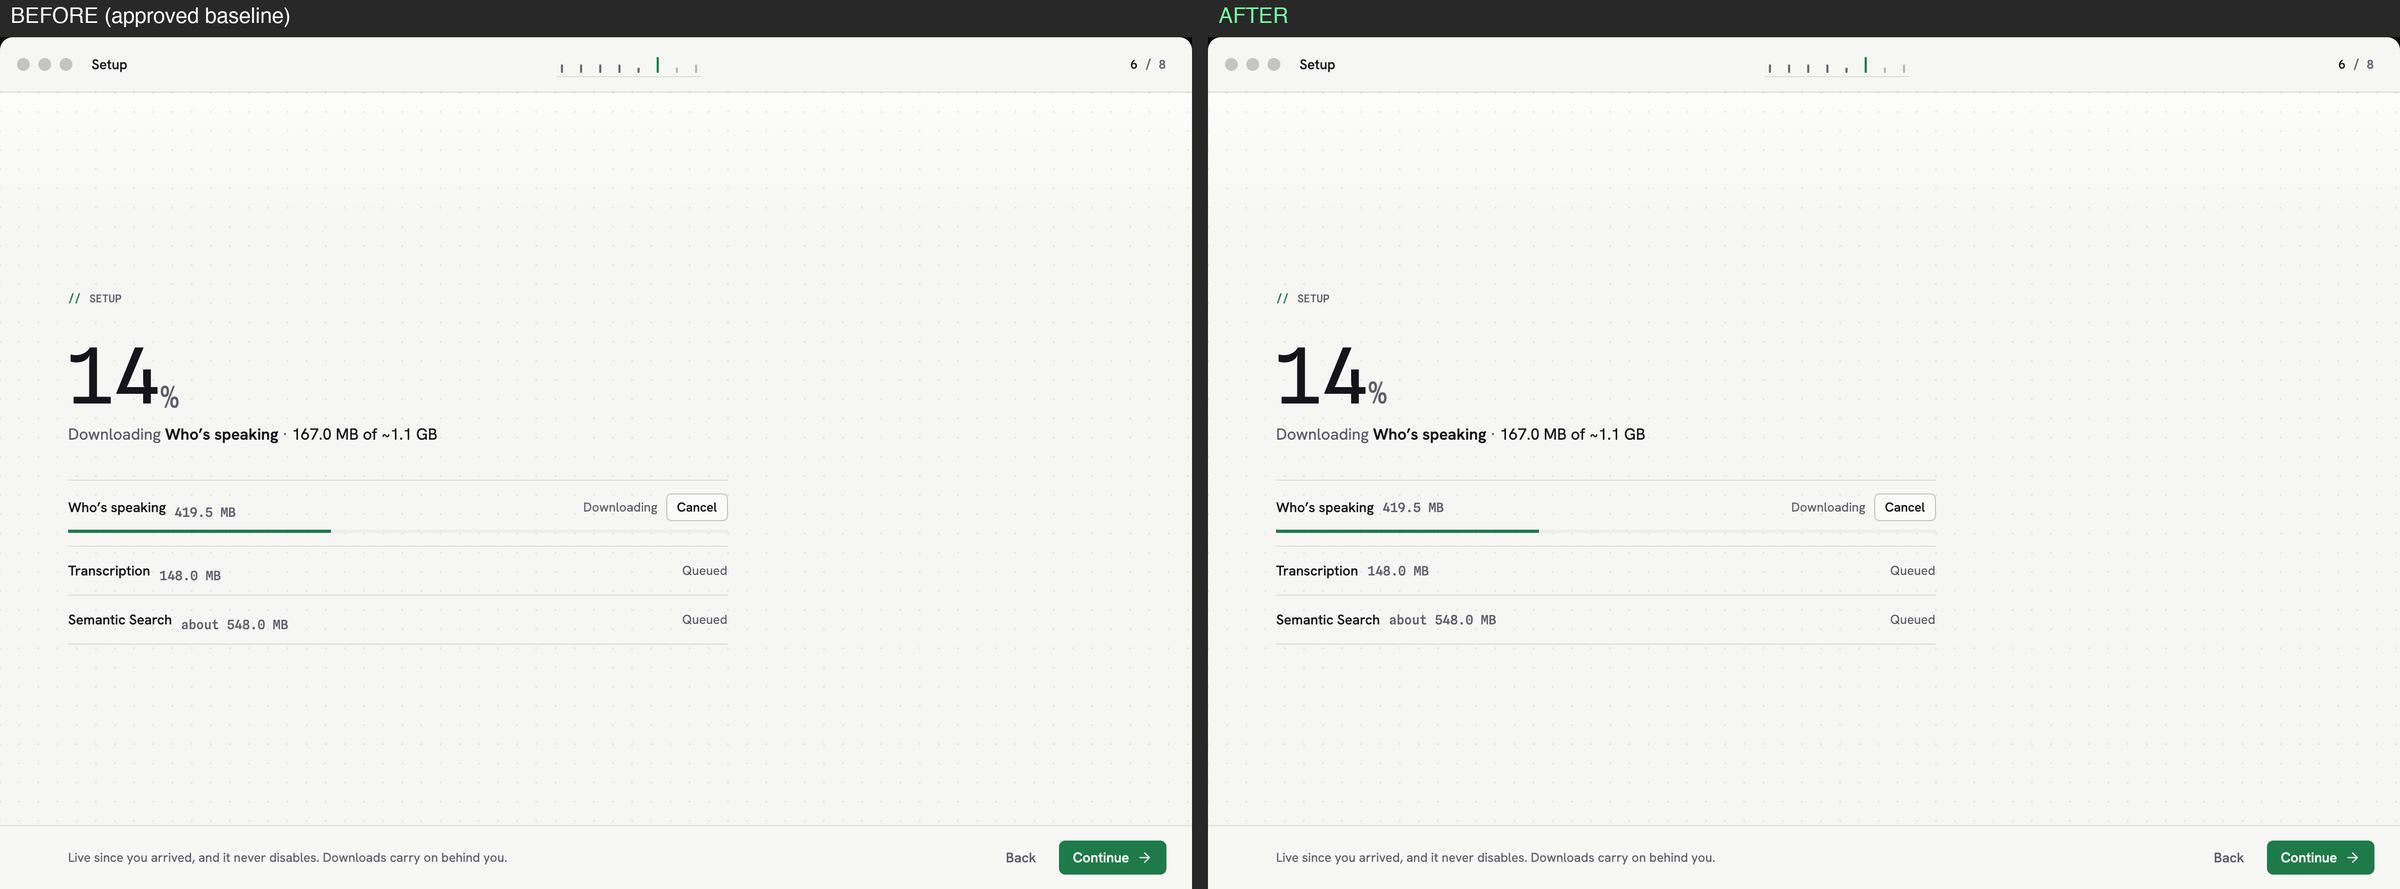 BEFORE (approved baseline)
AFTER
Setup
6 / 8
// SETUP
14%
Downloading Who’s speaking · 167.0 MB of ~1.1 GB
Who’s speaking 419.5 MB Downloading Cancel
Transcription 148.0 MB Queued
Semantic Search about 548.0 MB Queued
Live since you arrived, and it never disables. Downloads carry on behind you. Back Continue →
Setup
6 / 8
// SETUP
14%
Downloading Who’s speaking · 167.0 MB of ~1.1 GB
Who’s speaking 419.5 MB Downloading Cancel
Transcription 148.0 MB Queued
Semantic Search about 548.0 MB Queued
Live since you arrived, and it never disables. Downloads carry on behind you. Back Continue →